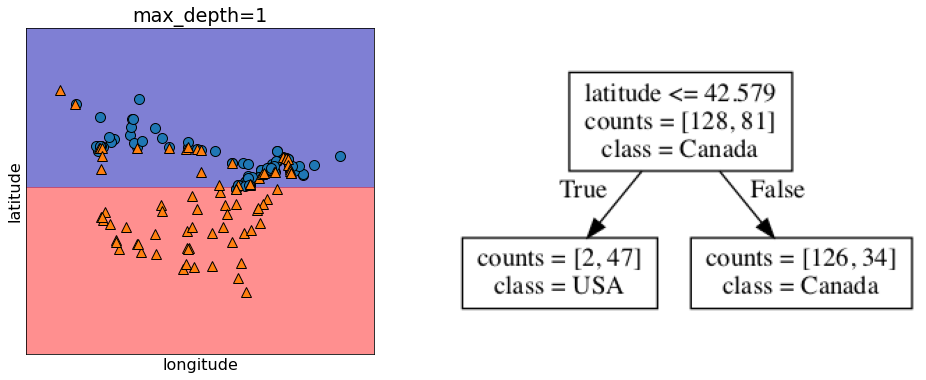 max_depth=1
latitude
longitude
latitude <= 42.579
counts = [128, 81]
class = Canada
True
False
counts = [2, 47]
class = USA
counts = [126, 34]
class = Canada